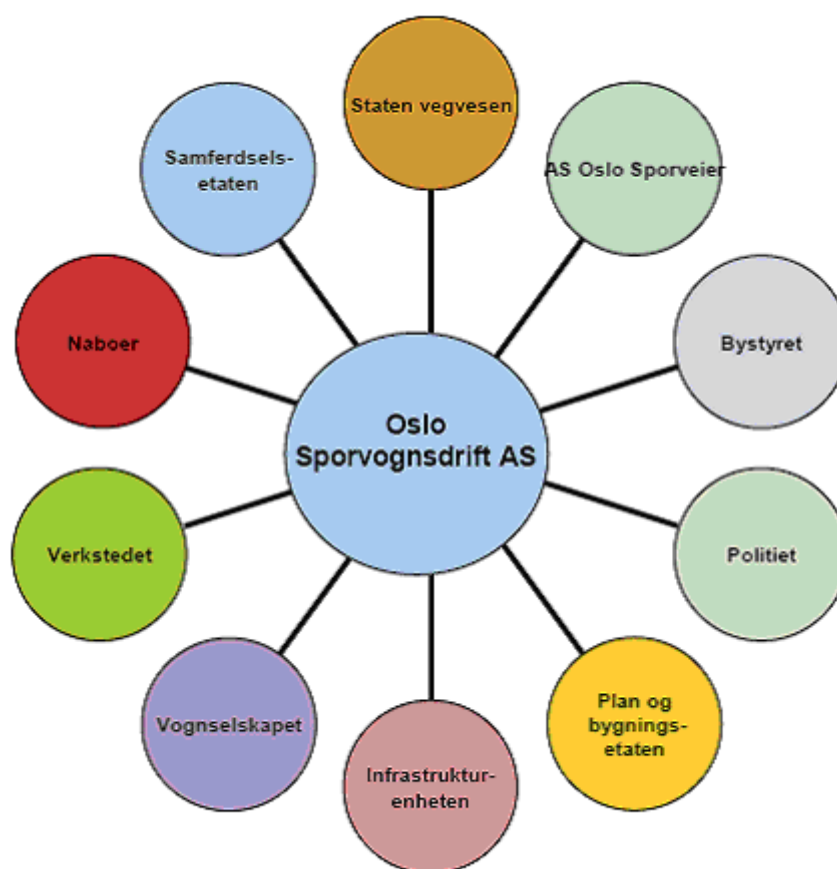 Staten vegvesen
AS Oslo Sporveier
Bystyret
Politiet
Plan og
bygnings-
etaten
Infrastruktur-
enheten
Vognselskapet
Verkstedet
Naboer
Samferdsels-
etaten
Oslo
Sporvognsdrift AS